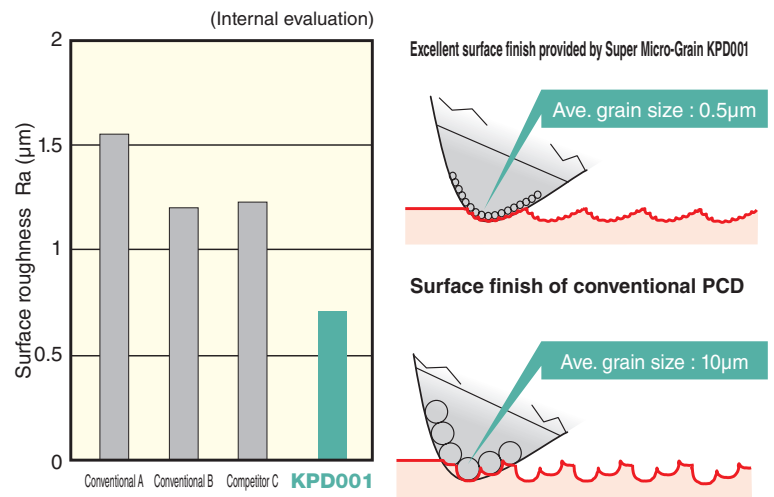 (Internal evaluation)
2
1.5
1
0.5
0
Surface roughness Ra (μm)
Conventional A
Conventional B
Competitor C
KPD001
Excellent surface finish provided by Super Micro-Grain KPD001
Ave. grain size : 0.5μm
Surface finish of conventional PCD
Ave. grain size : 10μm